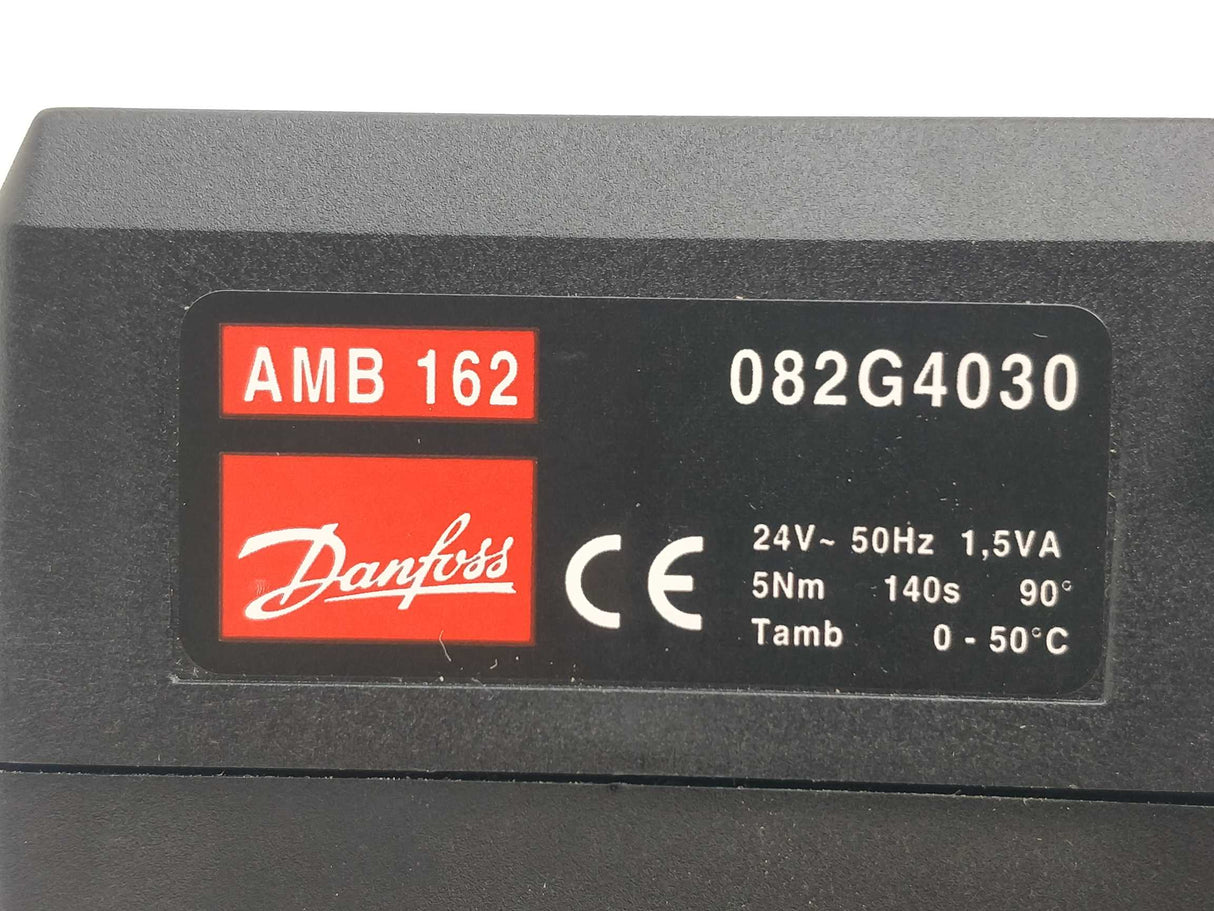 AMB 162 082G4030
Danfoss CE 24V~ 50Hz 1,5VA
5Nm 140s 90°
Tamb 0 - 50°C